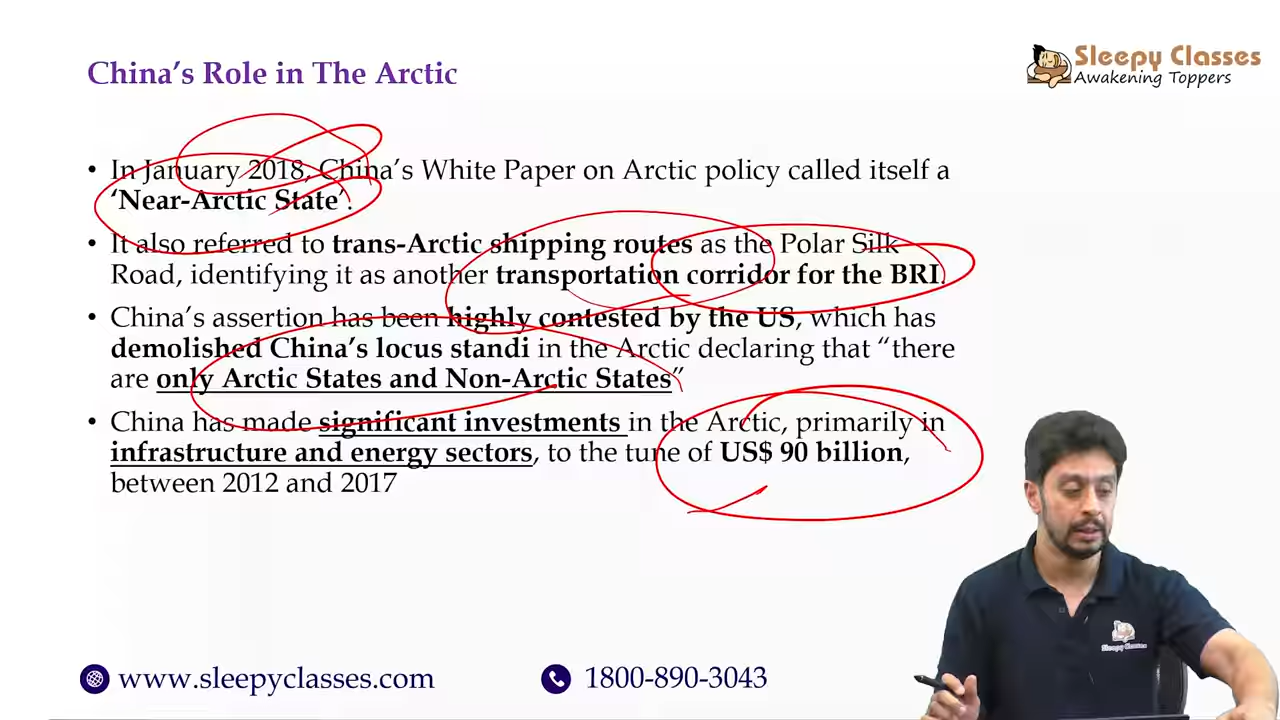 China's Role in The Arctic
Sleepy Classes
Awakening Toppers
• In January 2018, China's White Paper on Arctic policy called itself a
'Near-Arctic State'.
• It also referred to trans-Arctic shipping routes as the Polar Silk
Road, identifying it as another transportation corridor for the BRI.
• China's assertion has been highly contested by the US, which has
demolished China's locus standi in the Arctic declaring that “there
are only Arctic States and Non-Arctic States”
• China has made significant investments in the Arctic, primarily in
infrastructure and energy sectors, to the tune of US$ 90 billion,
between 2012 and 2017
Sleepy Classes
www.sleepyclasses.com
1800-890-3043